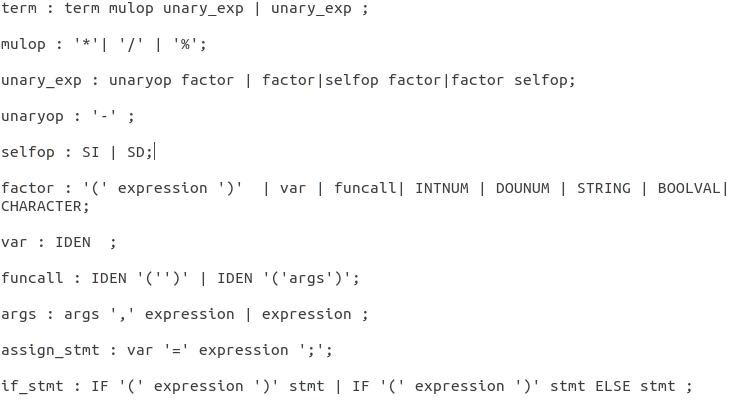 term : term mulop unary_exp | unary_exp ;
mulop : '*'| '/' | '%';
unary_exp : unaryop factor | factor|selfop factor|factor selfop;
unaryop : '-' ;
selfop : SI | SD;
factor : '(' expression ')'  | var | funcall| INTNUM | DOUNUM | STRING | BOOLVAL|
CHARACTER;
var : IDEN  ;
funcall : IDEN '('')' | IDEN '('args')';
args : args ',' expression | expression ;
assign_stmt : var '=' expression ';';
if_stmt : IF '(' expression ')' stmt | IF '(' expression ')' stmt ELSE stmt ;